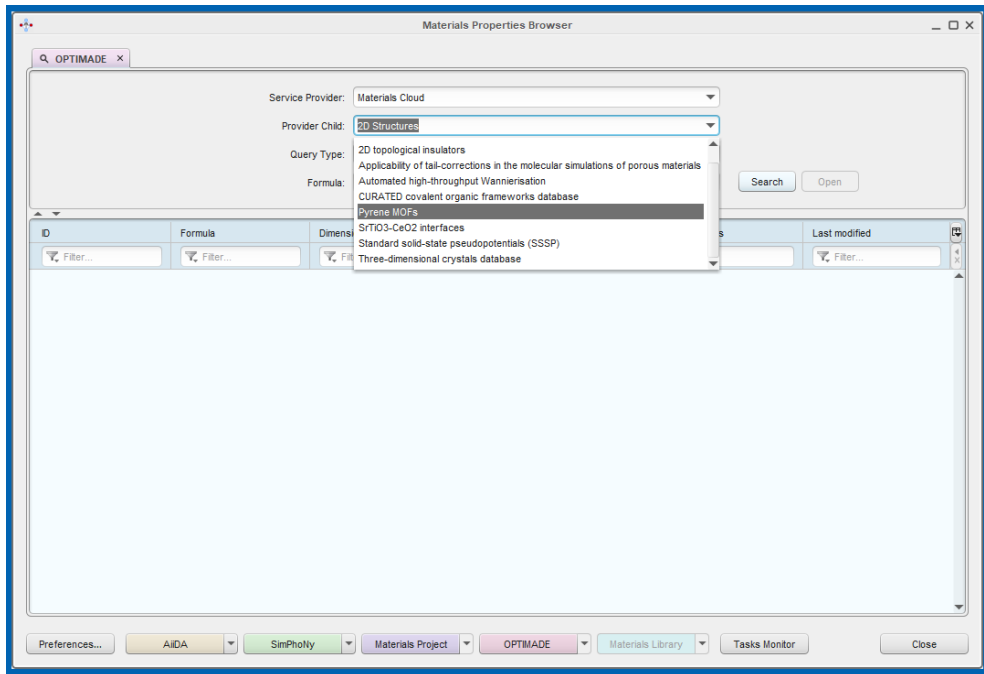 Materials Properties Browser
OPTIMADE
Service Provider: Materials Cloud
Provider Child: 2D Structures
Query Type:
Formula:
2D topological insulators
Applicability of tail-corrections in the molecular simulations of porous materials
Automated high-throughput Wannierisation
CURATED covalent organic frameworks database
Pyrene MOFs
SrTiO3-CeO2 interfaces
Standard solid-state pseudopotentials (SSSP)
Three-dimensional crystals database
Search Open
ID Formula Dimensi s Last modified
Filter... Filter... Filt Filter...
Preferences... AiiDA SimPhoNy Materials Project OPTIMADE Materials Library Tasks Monitor Close